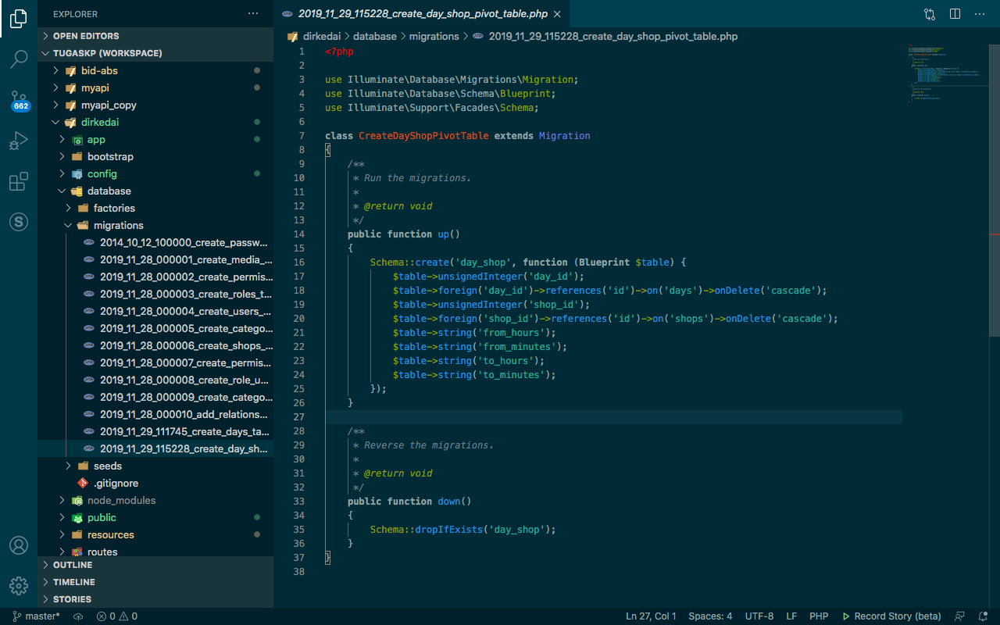 EXPLORER
OPEN EDITORS
TUGASKP (WORKSPACE)
bid-abs
myapi
myapi_copy
dirkedai
app
bootstrap
config
database
factories
migrations
2014_10_12_100000_create_passw...
2019_11_28_000001_create_media_...
2019_11_28_000002_create_permis...
2019_11_28_000003_create_roles_t...
2019_11_28_000004_create_users_...
2019_11_28_000005_create_catego...
2019_11_28_000006_create_shops_...
2019_11_28_000007_create_permis...
2019_11_28_000008_create_role_u...
2019_11_28_000009_create_catego...
2019_11_28_000010_add_relations...
2019_11_29_111745_create_days_ta...
2019_11_29_115228_create_day_sh...
seeds
.gitignore
node_modules
public
resources
routes
OUTLINE
TIMELINE
STORIES
662
2019_11_29_115228_create_day_shop_pivot_table.php
dirkedai > database > migrations > 2019_11_29_115228_create_day_shop_pivot_table.php
1 <?php
2
3 use Illuminate\Database\Migrations\Migration;
4 use Illuminate\Database\Schema\Blueprint;
5 use Illuminate\Support\Facades\Schema;
6
7 class CreateDayShopPivotTable extends Migration
8 {
9 /**
10 * Run the migrations.
11 *
12 * @return void
13 */
14 public function up()
15 {
16 Schema::create('day_shop', function (Blueprint $table) {
17 $table->unsignedInteger('day_id');
18 $table->foreign('day_id')->references('id')->on('days')->onDelete('cascade');
19 $table->unsignedInteger('shop_id');
20 $table->foreign('shop_id')->references('id')->on('shops')->onDelete('cascade');
21 $table->string('from_hours');
22 $table->string('from_minutes');
23 $table->string('to_hours');
24 $table->string('to_minutes');
25 });
26 }
27
28 /**
29 * Reverse the migrations.
30 *
31 * @return void
32 */
33 public function down()
34 {
35 Schema::dropIfExists('day_shop');
36 }
37 }
38
master* 0 0 Ln 27, Col 1 Spaces: 4 UTF-8 LF PHP Record Story (beta)